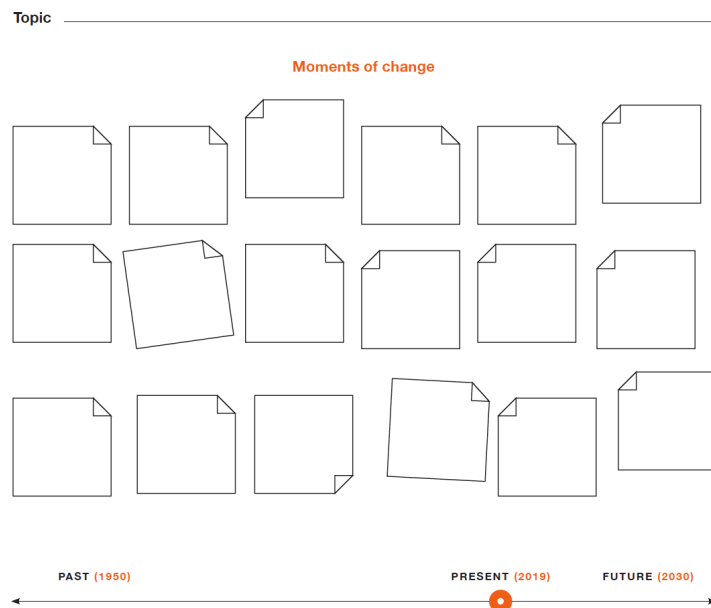 Topic
Moments of change
PAST (1950) PRESENT (2019) FUTURE (2030)